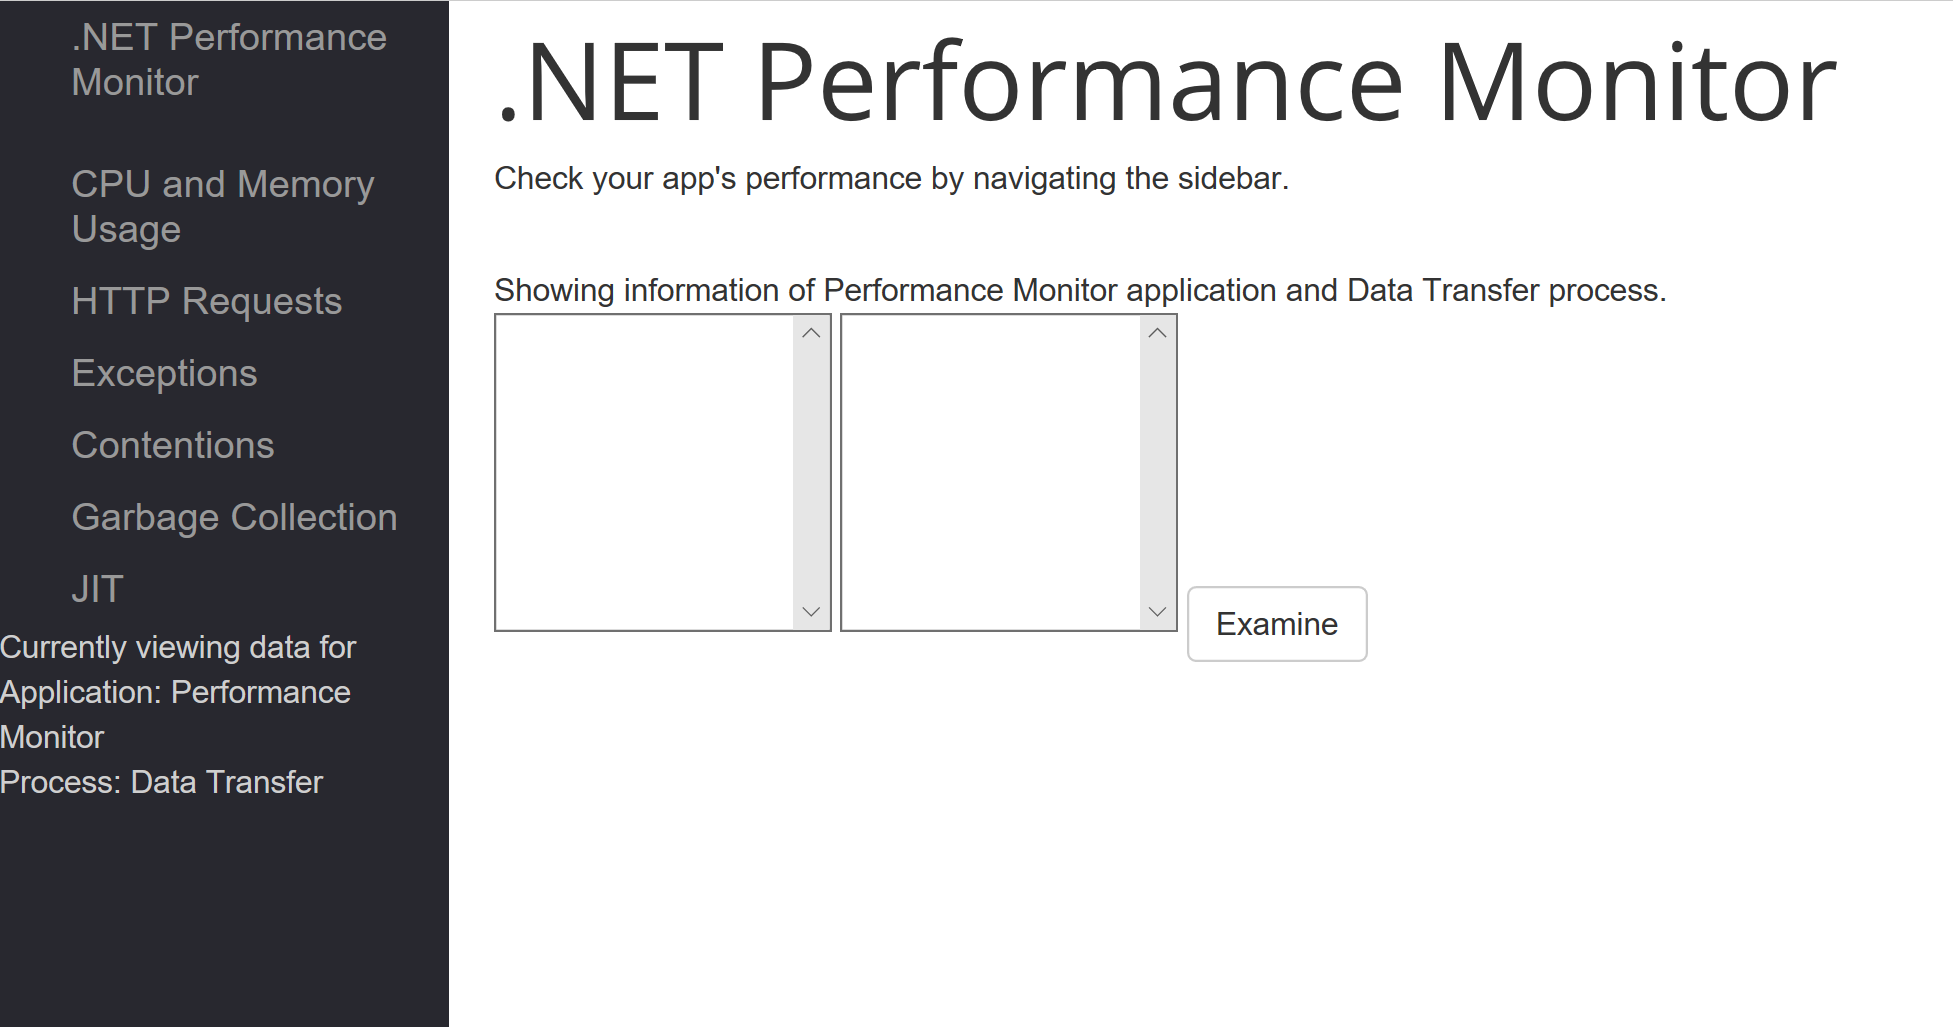 .NET Performance
Monitor
CPU and Memory
Usage
HTTP Requests
Exceptions
Contentions
Garbage Collection
JIT
Currently viewing data for
Application: Performance
Monitor
Process: Data Transfer
.NET Performance Monitor
Check your app's performance by navigating the sidebar.
Showing information of Performance Monitor application and Data Transfer process.
Examine